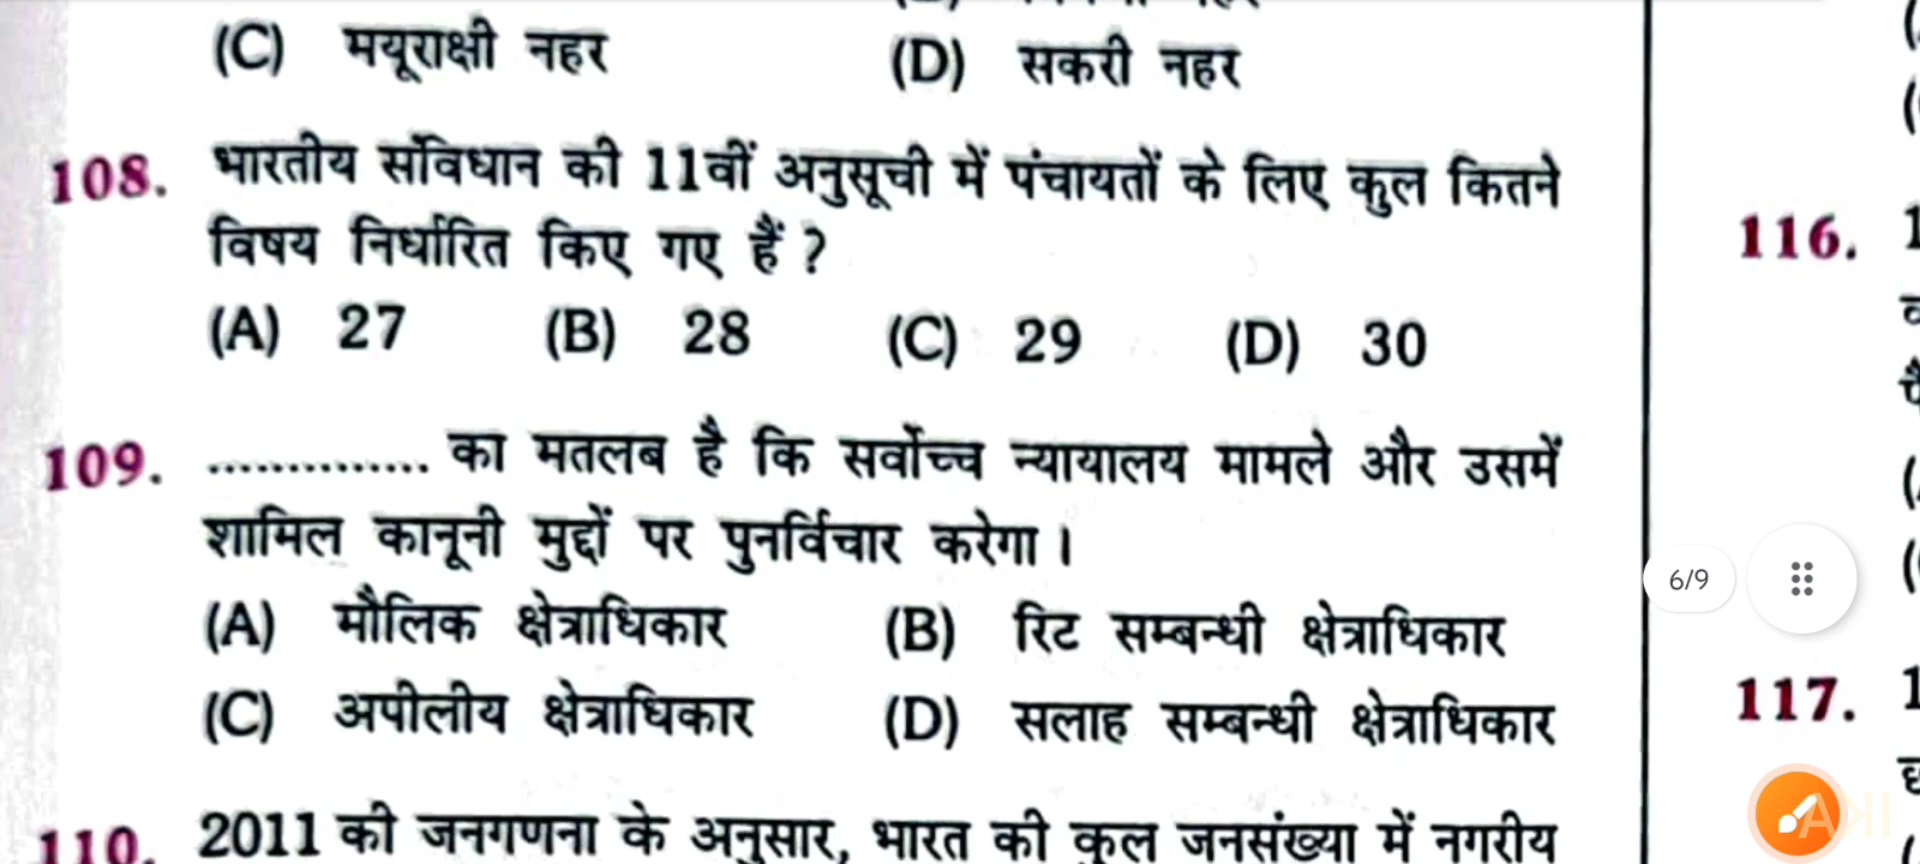 (C) मयूराक्षी नहर (D) सकरी नहर
108. भारतीय संविधान की 11वीं अनुसूची में पंचायतों के लिए कुल कितने
विषय निर्धारित किए गए हैं ?
(A) 27 (B) 28 (C) 29 (D) 30
109. .............. का मतलब है कि सर्वोच्च न्यायालय मामले और उसमें
शामिल कानूनी मुद्दों पर पुनर्विचार करेगा।
(A) मौलिक क्षेत्राधिकार (B) रिट सम्बन्धी क्षेत्राधिकार
(C) अपीलीय क्षेत्राधिकार (D) सलाह सम्बन्धी क्षेत्राधिकार
110. 2011 की जनगणना के अनुसार, भारत की कुल जनसंख्या में नगरीय
116. 1
6/9
117. 1